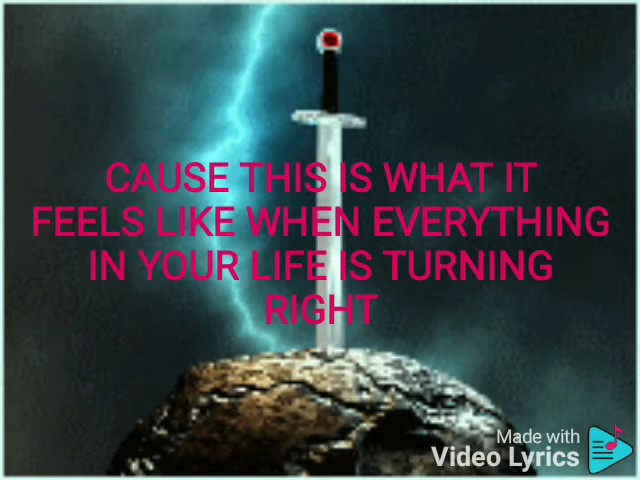 CAUSE THIS IS WHAT IT
FEELS LIKE WHEN EVERYTHING
IN YOUR LIFE IS TURNING
RIGHT
Made with
Video Lyrics